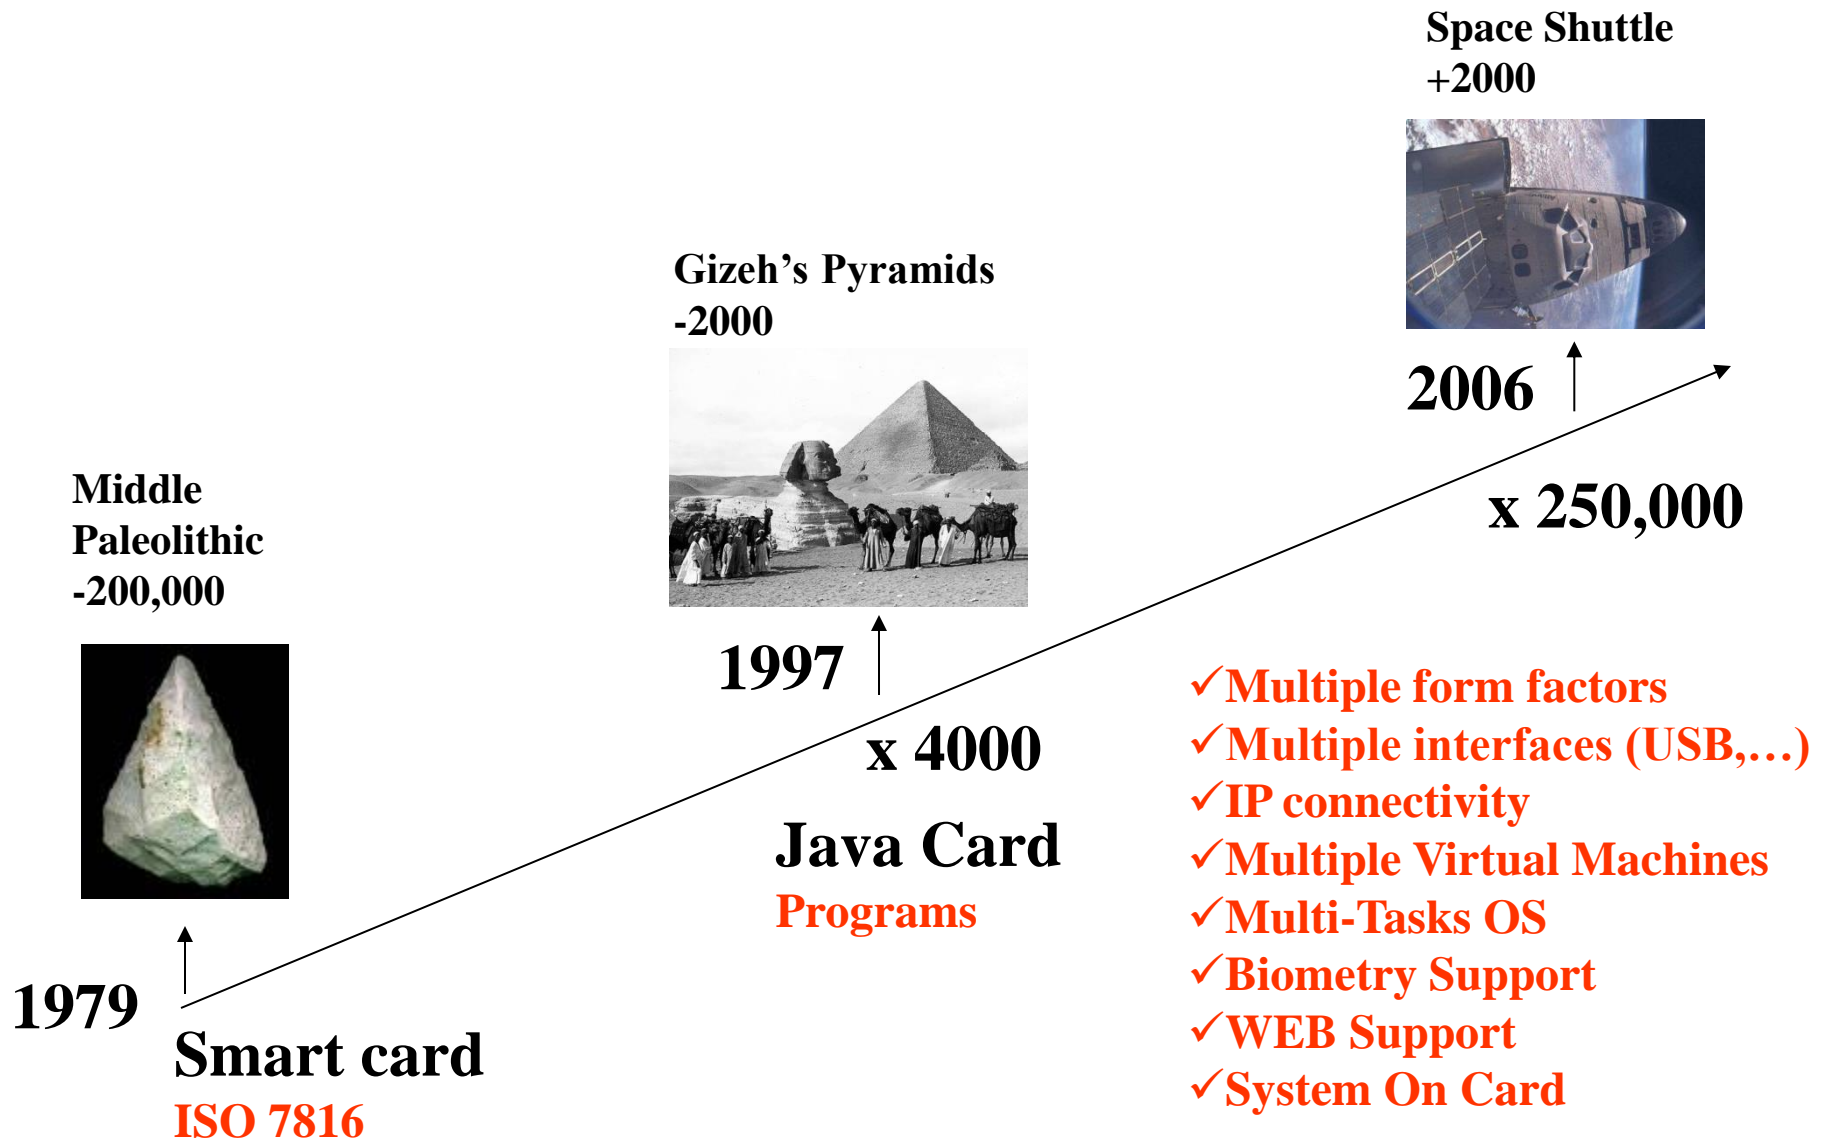 Space Shuttle
+2000
Gizeh’s Pyramids
-2000
2006
x 250,000
Middle
Paleolithic
-200,000
1997
x 4000
Java Card
Programs
✓Multiple form factors
✓Multiple interfaces (USB,…)
✓IP connectivity
✓Multiple Virtual Machines
✓Multi-Tasks OS
✓Biometry Support
✓WEB Support
✓System On Card
1979
Smart card
ISO 7816